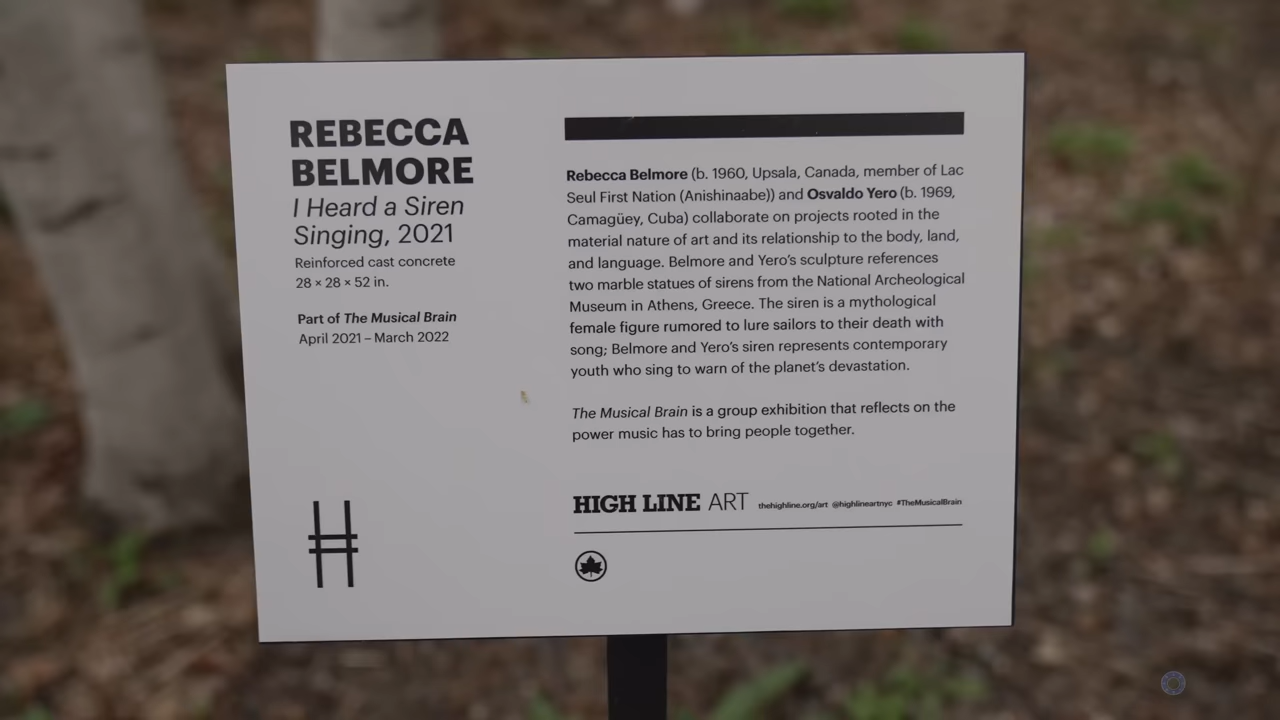 REBECCA
BELMORE
I Heard a Siren
Singing, 2021
Reinforced cast concrete
28 × 28 × 52 in.
Part of The Musical Brain
April 2021 – March 2022
Rebecca Belmore (b. 1960, Upsala, Canada, member of Lac
Seul First Nation (Anishinaabe)) and Osvaldo Yero (b. 1969,
Camagüey, Cuba) collaborate on projects rooted in the
material nature of art and its relationship to the body, land,
and language. Belmore and Yero’s sculpture references
two marble statues of sirens from the National Archeological
Museum in Athens, Greece. The siren is a mythological
female figure rumored to lure sailors to their death with
song; Belmore and Yero’s siren represents contemporary
youth who sing to warn of the planet’s devastation.
The Musical Brain is a group exhibition that reflects on the
power music has to bring people together.
HIGH LINE ART thehighline.org/art @highlineartnyc #TheMusicalBrain